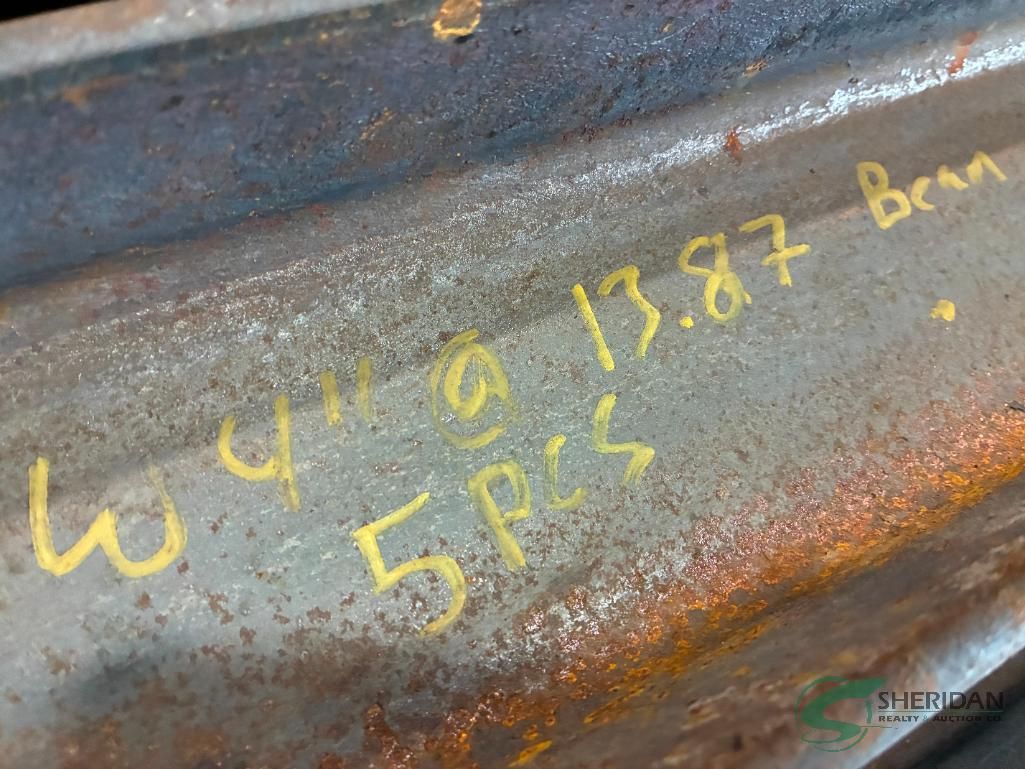 W 4" @ 13.87 Beam
5 PCS
SHERIDAN
REALTY & AUCTION CO.